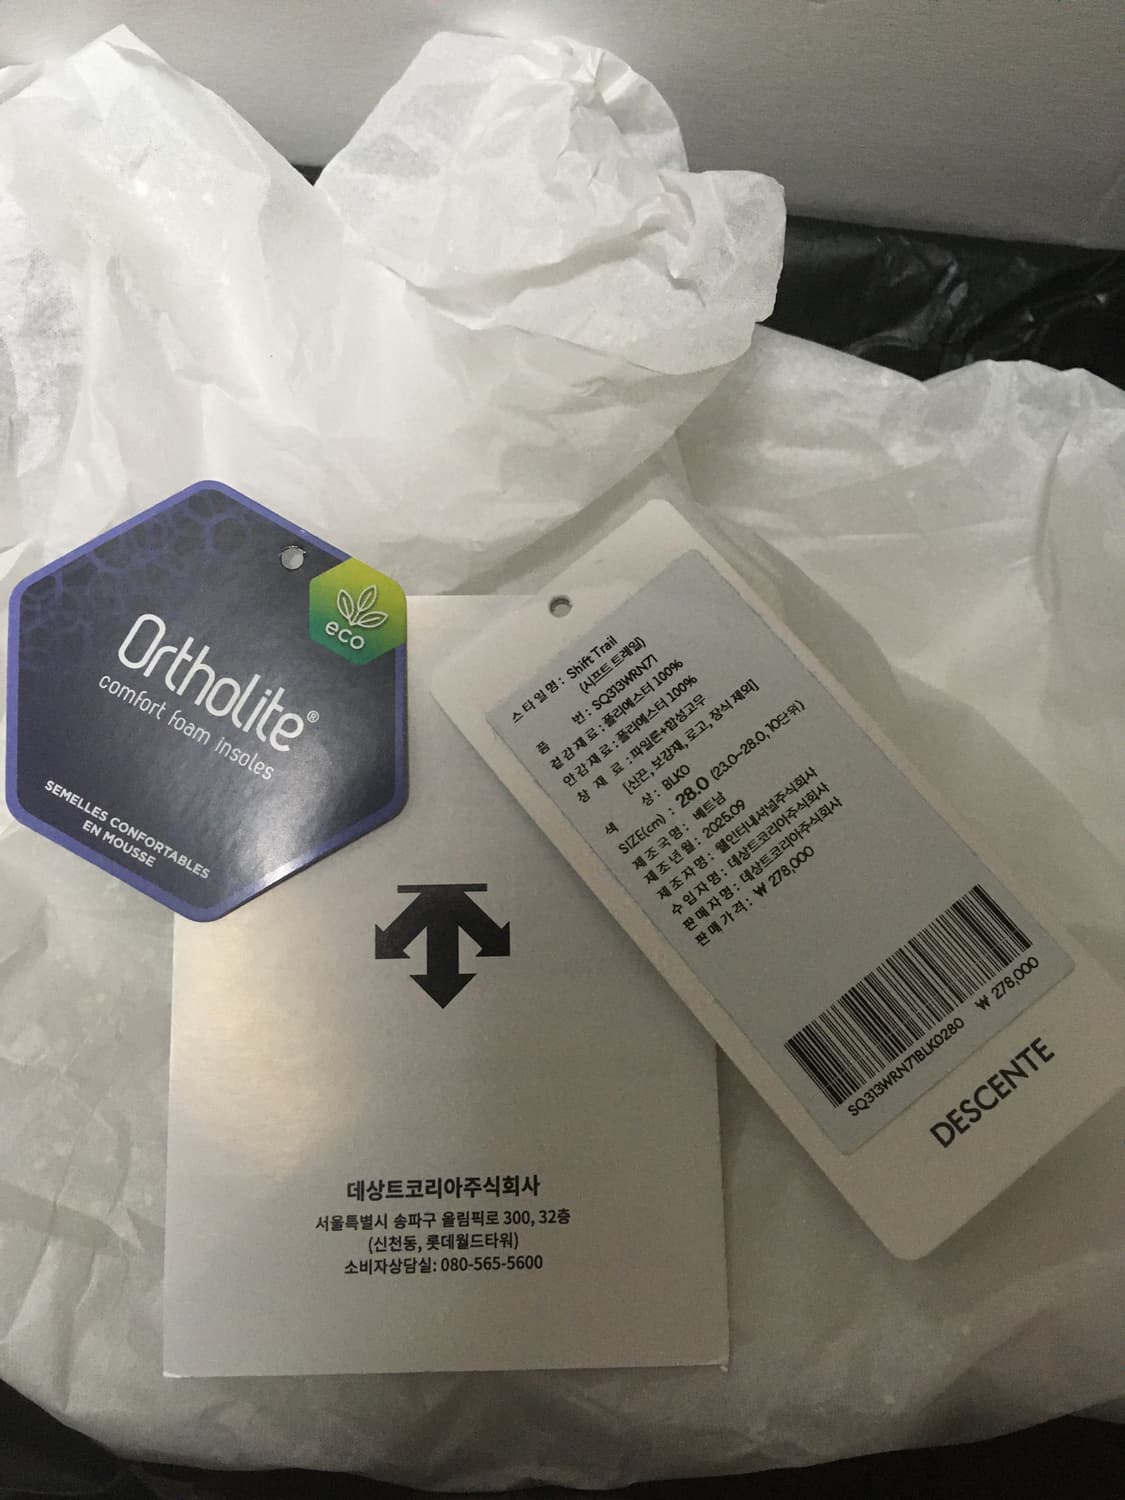 eco
Ortholite®
comfort foam insoles
SEMELLES CONFORTABLES
EN MOUSSE
데상트코리아주식회사
서울특별시 송파구 올림픽로 300, 32층
(신천동, 롯데월드타워)
소비자상담실: 080-565-5600
스타일명: Shift Trail
(시프트 트레일)
품 번: SQ313WRN71
겉감재료: 폴리에스터 100%
안감재료: 폴리에스터 100%
창 재 료: 파일론+합성고무
[신끈, 보강재, 로고, 장식 제외]
색 상: BLK0
SIZE(cm) : 28.0 (23.0~28.0, 10단위)
제조국명: 베트남
제조년월: 2025.09
제조자명: 웰인터내셔널주식회사
수입자명: 데상트코리아주식회사
판매자명: 데상트코리아주식회사
판매가격: ₩ 278,000
SQ313WRN71BLK0280 ₩ 278,000
DESCENTE